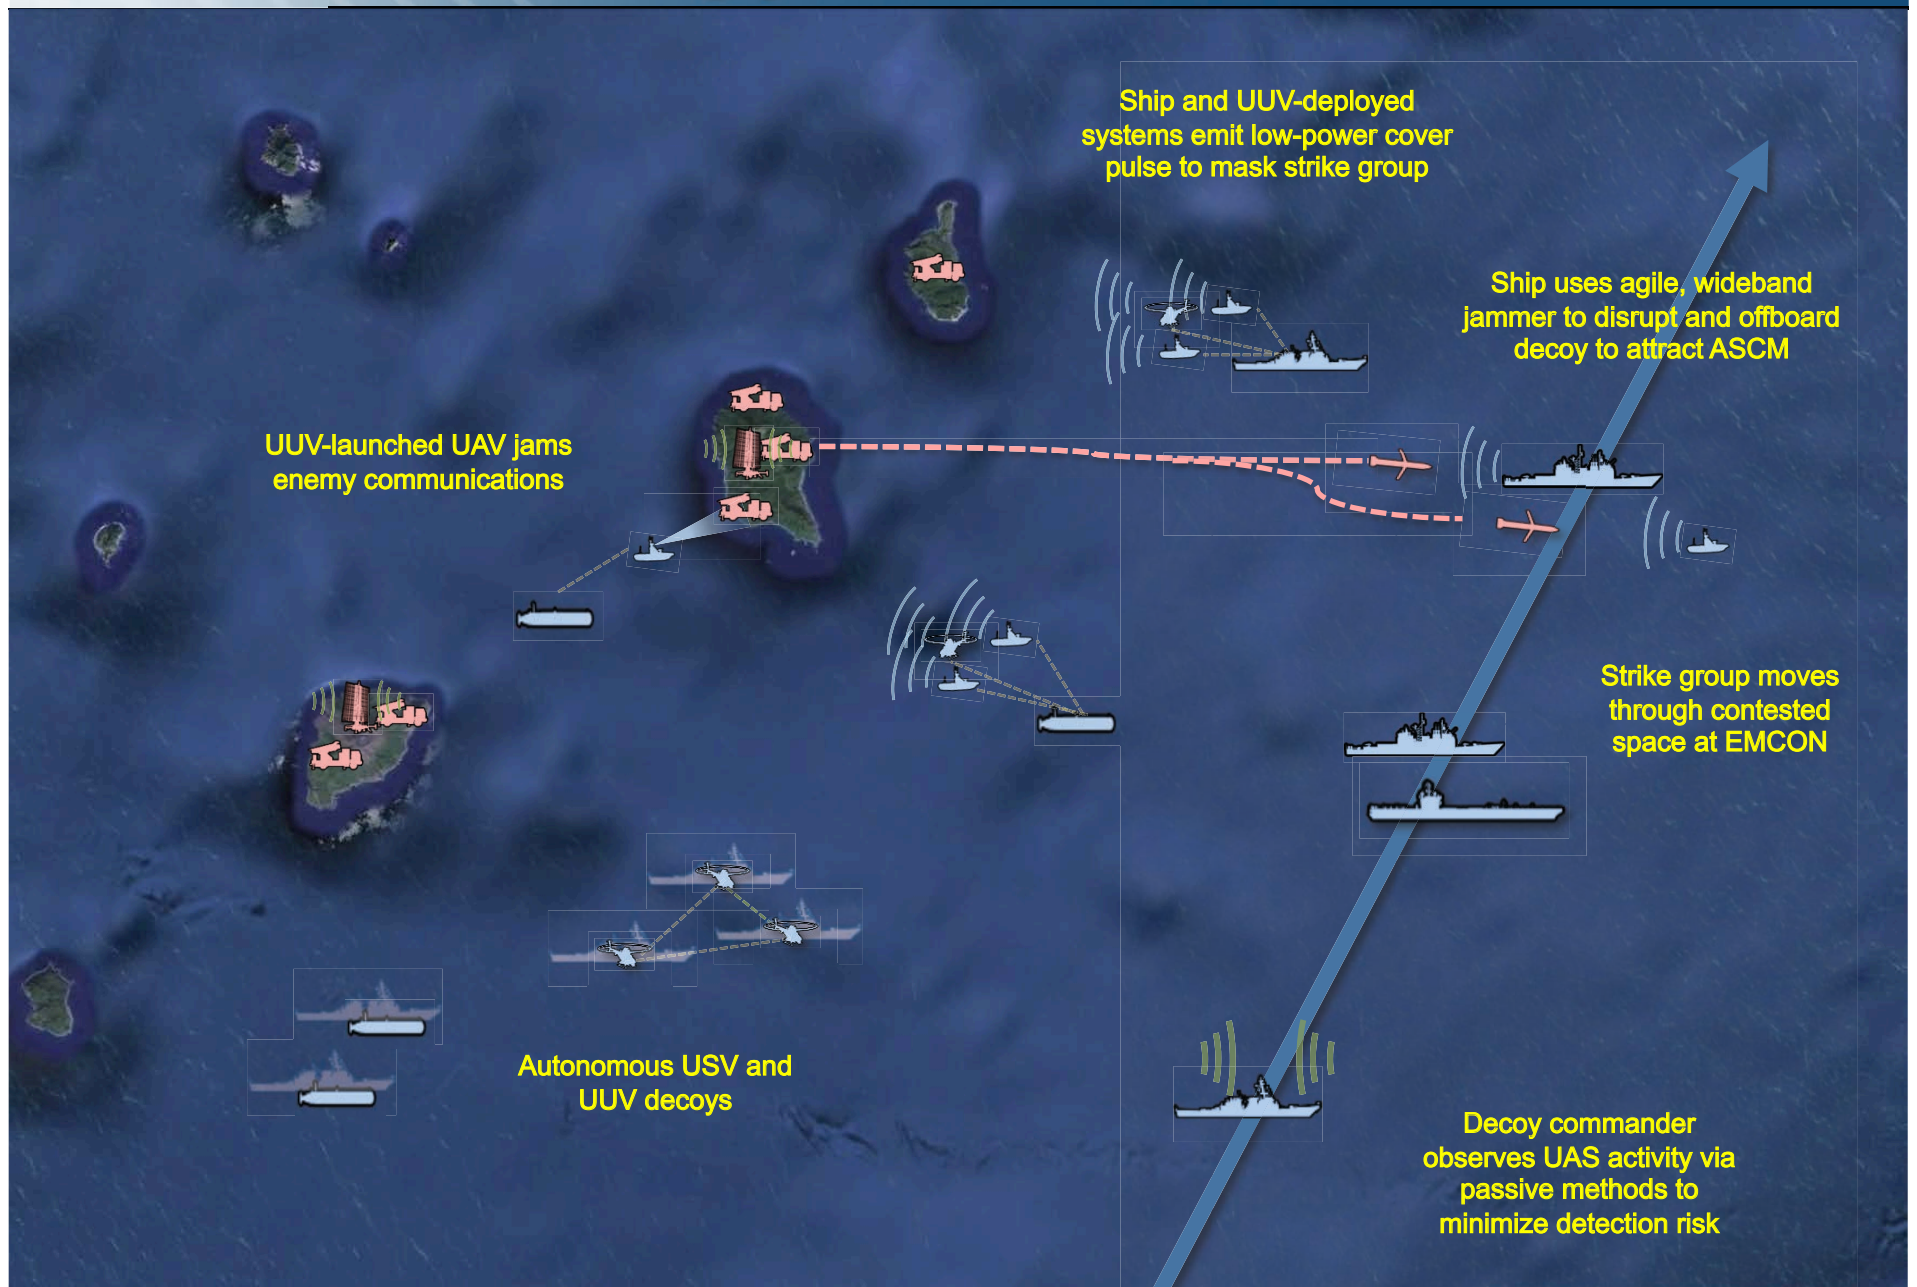 Ship and UUV-deployed
systems emit low-power cover
pulse to mask strike group
Ship uses agile, wideband
jammer to disrupt and offboard
decoy to attract ASCM
UUV-launched UAV jams
enemy communications
Strike group moves
through contested
space at EMCON
Autonomous USV and
UUV decoys
Decoy commander
observes UAS activity via
passive methods to
minimize detection risk